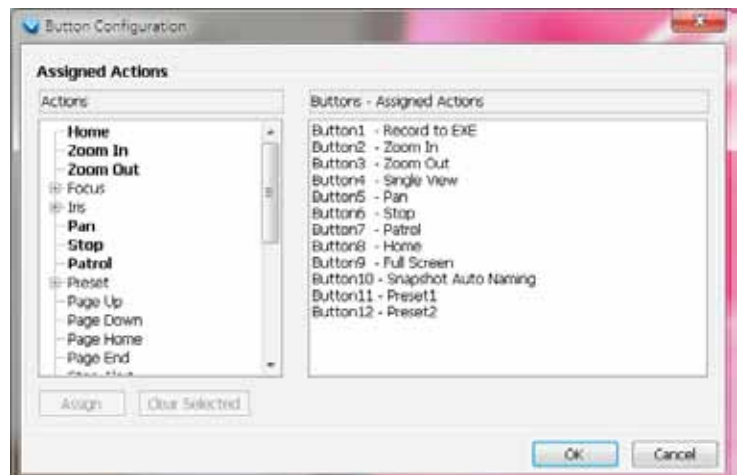 Button Configuration
Assigned Actions
Actions
Home
Zoom In
Zoom Out
Focus
Iris
Pan
Stop
Patrol
Preset
Page Up
Page Down
Page Home
Page End
Assign
Clear Selected
Buttons - Assigned Actions
Button1 - Record to EXE
Button2 - Zoom In
Button3 - Zoom Out
Button4 - Single View
Button5 - Pan
Button6 - Stop
Button7 - Patrol
Button8 - Home
Button9 - Full Screen
Button10 - Snapshot Auto Naming
Button11 - Preset1
Button12 - Preset2
OK
Cancel